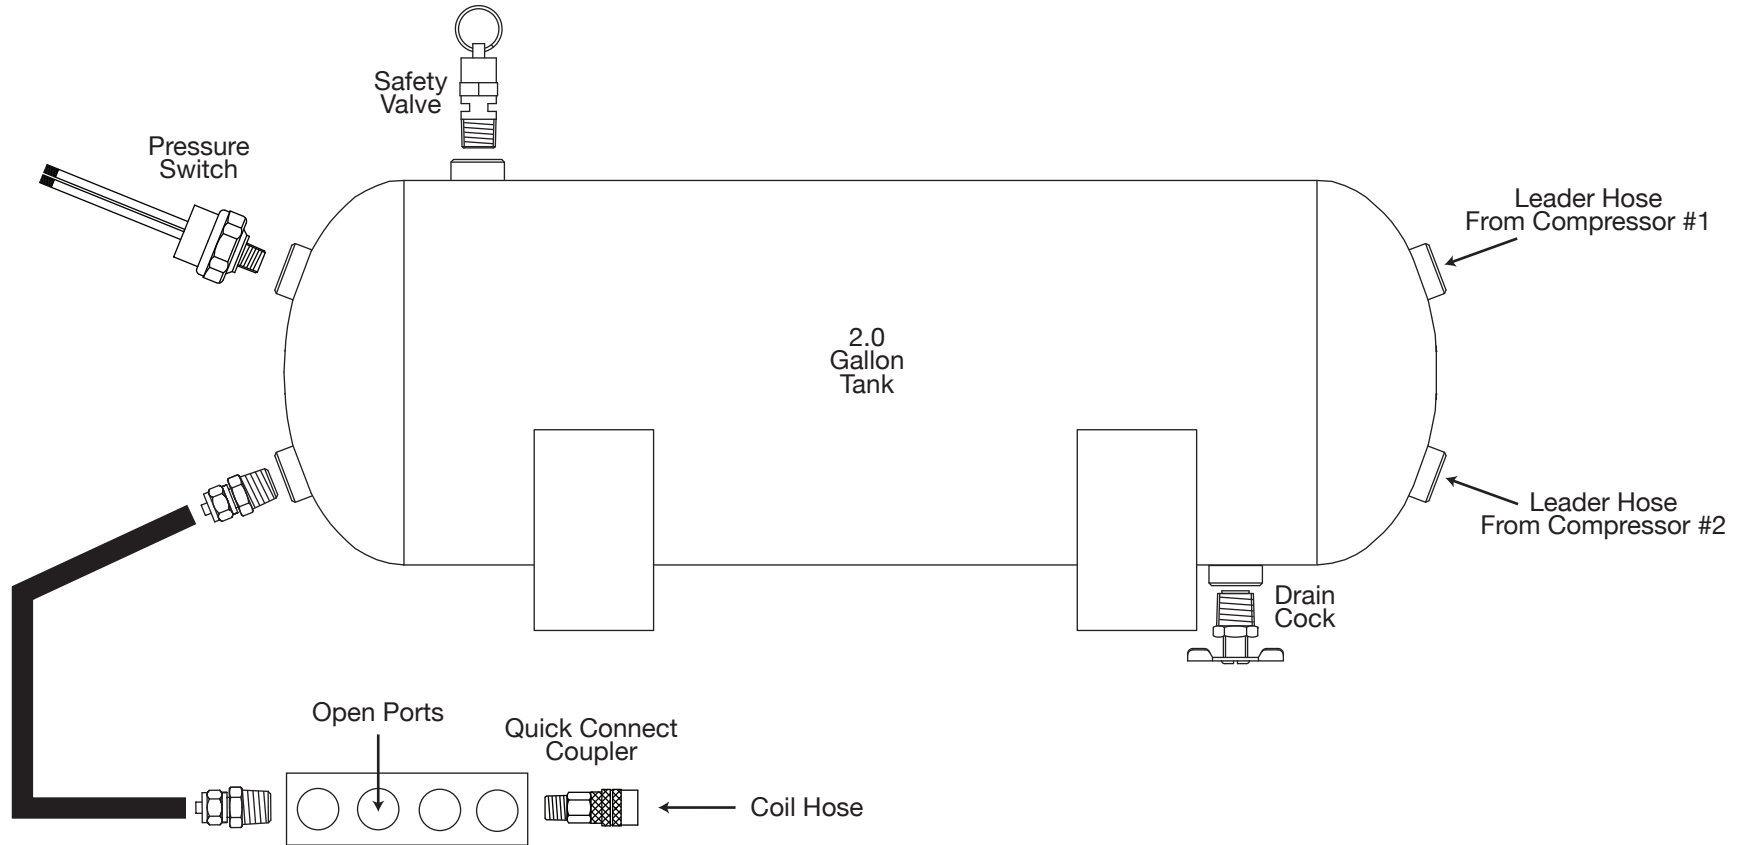 Safety
Valve
Pressure
Switch
Leader Hose
From Compressor #1
2.0
Gallon
Tank
Leader Hose
From Compressor #2
Drain
Cock
Open Ports
Quick Connect
Coupler
Coil Hose